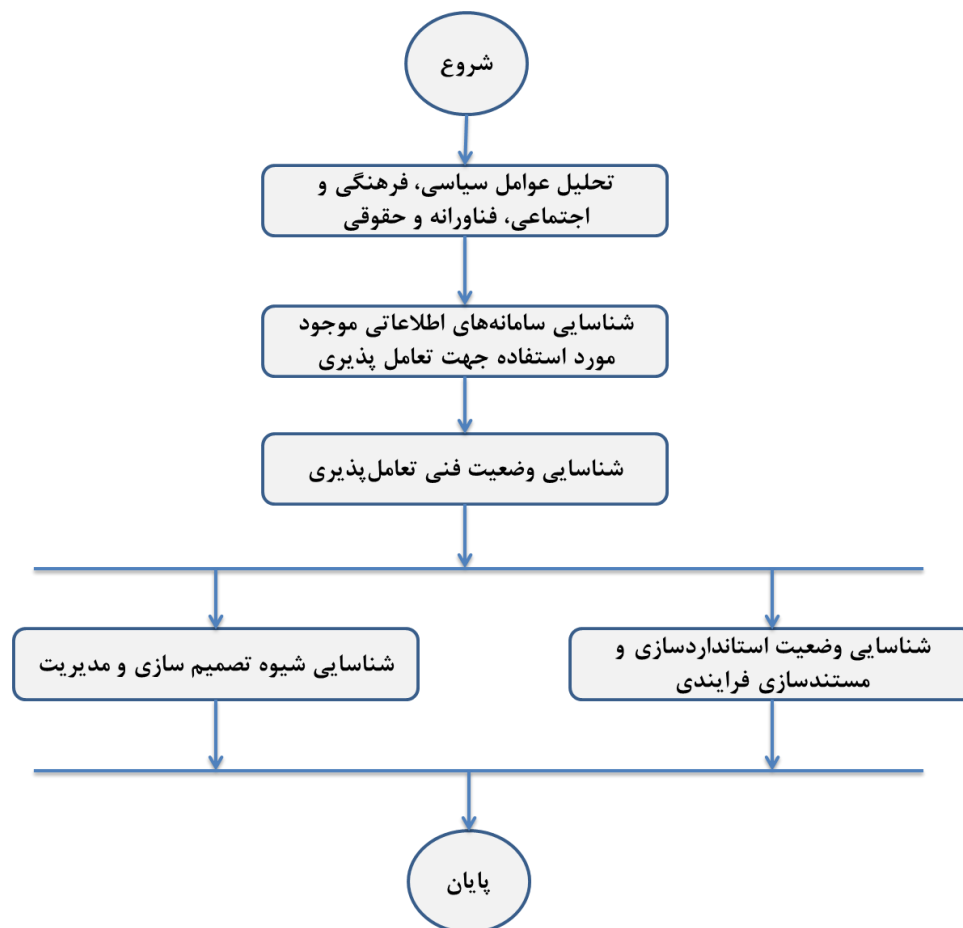 شروع
تحلیل عوامل سیاسی، فرهنگی و
اجتماعی، فناورانه و حقوقی
شناسایی سامانه‌های اطلاعاتی موجود
مورد استفاده جهت تعامل پذیری
شناسایی وضعیت فنی تعامل‌پذیری
شناسایی وضعیت استانداردسازی و
مستندسازی فرایندی
شناسایی شیوه تصمیم سازی و مدیریت
پایان